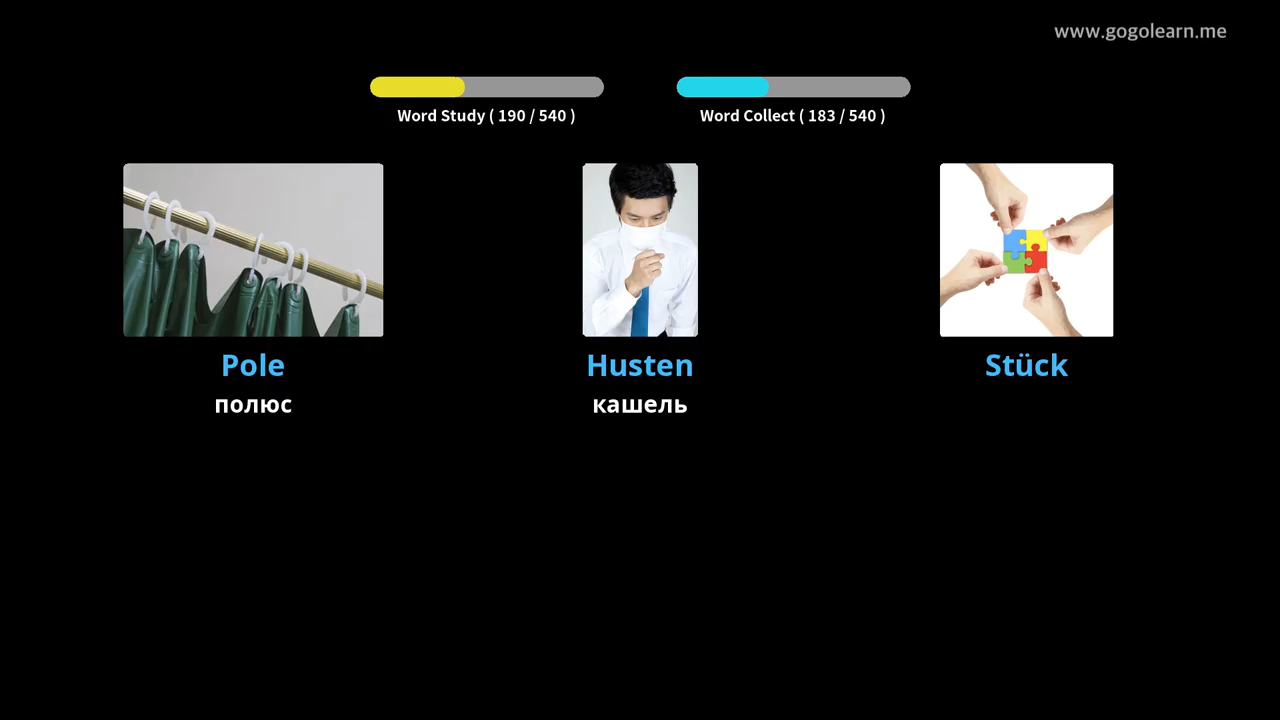 www.gogolearn.me
Word Study ( 190 / 540 )
Word Collect ( 183 / 540 )
Pole
Husten
Stück
полюс
кашель